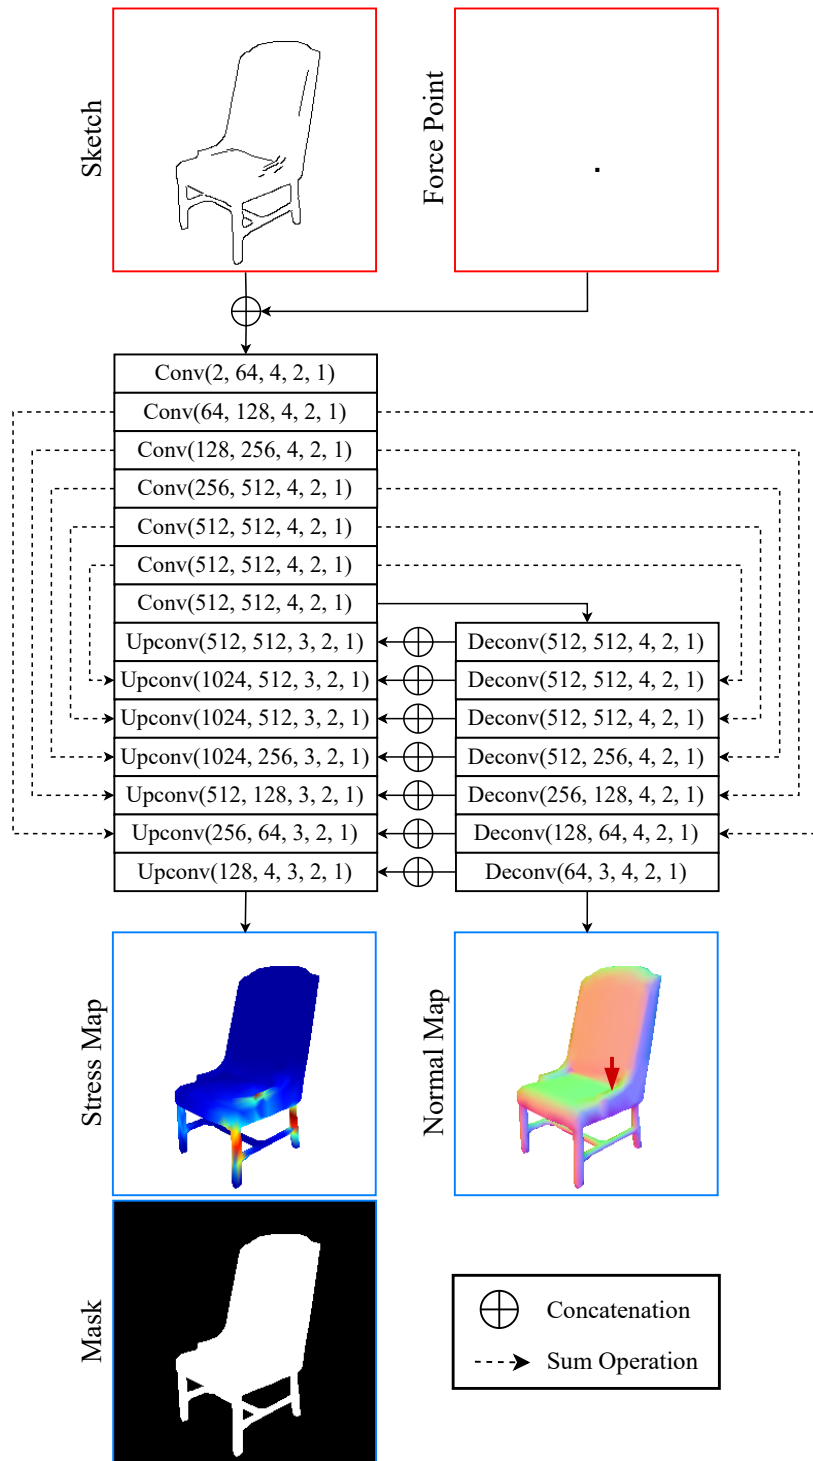 Sketch
Force Point
Conv(2, 64, 4, 2, 1)
Conv(64, 128, 4, 2, 1)
Conv(128, 256, 4, 2, 1)
Conv(256, 512, 4, 2, 1)
Conv(512, 512, 4, 2, 1)
Conv(512, 512, 4, 2, 1)
Conv(512, 512, 4, 2, 1)
Upconv(512, 512, 3, 2, 1)
Upconv(1024, 512, 3, 2, 1)
Upconv(1024, 512, 3, 2, 1)
Upconv(1024, 256, 3, 2, 1)
Upconv(512, 128, 3, 2, 1)
Upconv(256, 64, 3, 2, 1)
Upconv(128, 4, 3, 2, 1)
Deconv(512, 512, 4, 2, 1)
Deconv(512, 512, 4, 2, 1)
Deconv(512, 512, 4, 2, 1)
Deconv(512, 256, 4, 2, 1)
Deconv(256, 128, 4, 2, 1)
Deconv(128, 64, 4, 2, 1)
Deconv(64, 3, 4, 2, 1)
Stress Map
Normal Map
Mask
Concatenation
Sum Operation